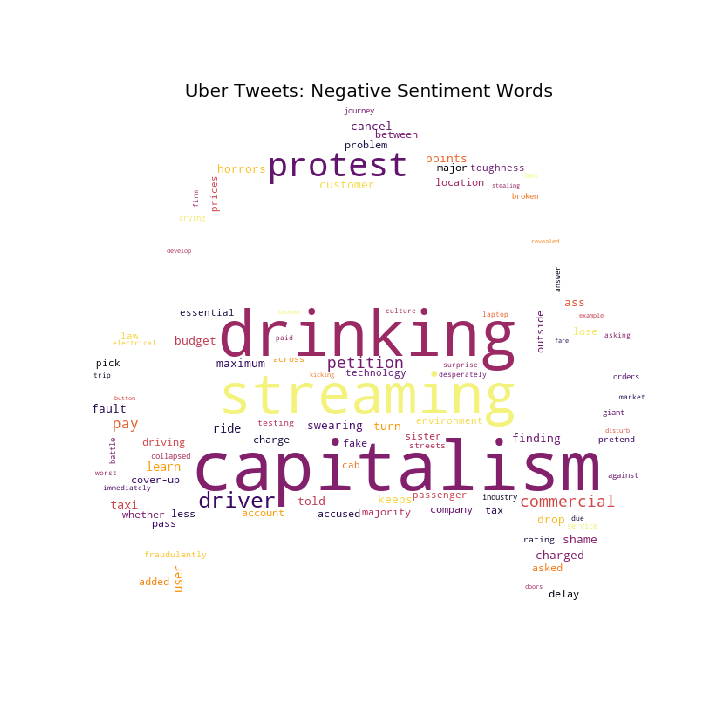 Uber Tweets: Negative Sentiment Words
journey
cancel
between
problem
protest
points
horrors
major toughness
customer
location
stealing
prices
firm
broken
crying
revealed
develop
answer
ass
essential
culture
laptop
example
drinking
outside
law
electrical
budget
paid
lose
asking
fare
across
petition
pick
maximum
surprise
trip
technology
desperately
kicking
orders
streaming
button
market
fault
giant
pay
environment
ride
testing
swearing
turn
disturb
battle
driving
charge
fake
sister
streets
finding
pretend
collapsed
capitalism
learn
cab
worst
cover-up
against
immediately
driver
told
keeps
passenger
industry
commercial
taxi
whether
less
account
accused
majority
company
tax
pass
drop
due
service
rating
shame
fraudulantly
charged
user
added
asked
doors
delay